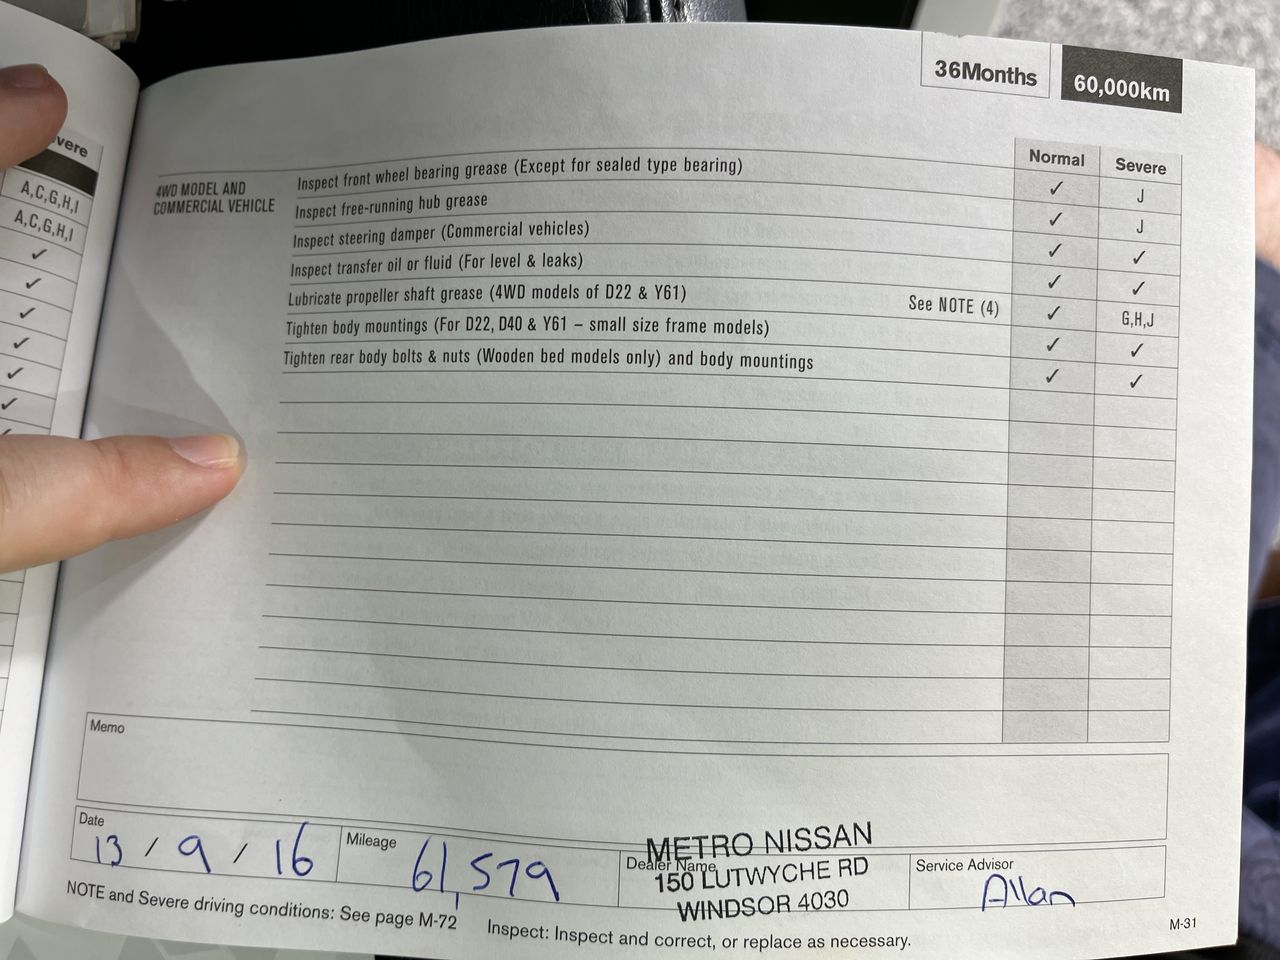 36Months 60,000km
vere
A,C,G,H,I
A,C,G,H,I
✓
✓
✓
✓
✓
✓
Normal Severe
4WD MODEL AND
COMMERCIAL VEHICLE
Inspect front wheel bearing grease (Except for sealed type bearing) ✓ J
Inspect free-running hub grease ✓ J
Inspect steering damper (Commercial vehicles) ✓ ✓
Inspect transfer oil or fluid (For level & leaks) ✓ ✓
Lubricate propeller shaft grease (4WD models of D22 & Y61) See NOTE (4) ✓ G,H,J
Tighten body mountings (For D22, D40 & Y61 – small size frame models) ✓ ✓
Tighten rear body bolts & nuts (Wooden bed models only) and body mountings ✓ ✓
Memo
Date 13 / 9 / 16
Mileage 61,579
Dealer Name
METRO NISSAN
150 LUTWYCHE RD
WINDSOR 4030
Service Advisor
Allan
NOTE and Severe driving conditions: See page M-72 Inspect: Inspect and correct, or replace as necessary.
M-31